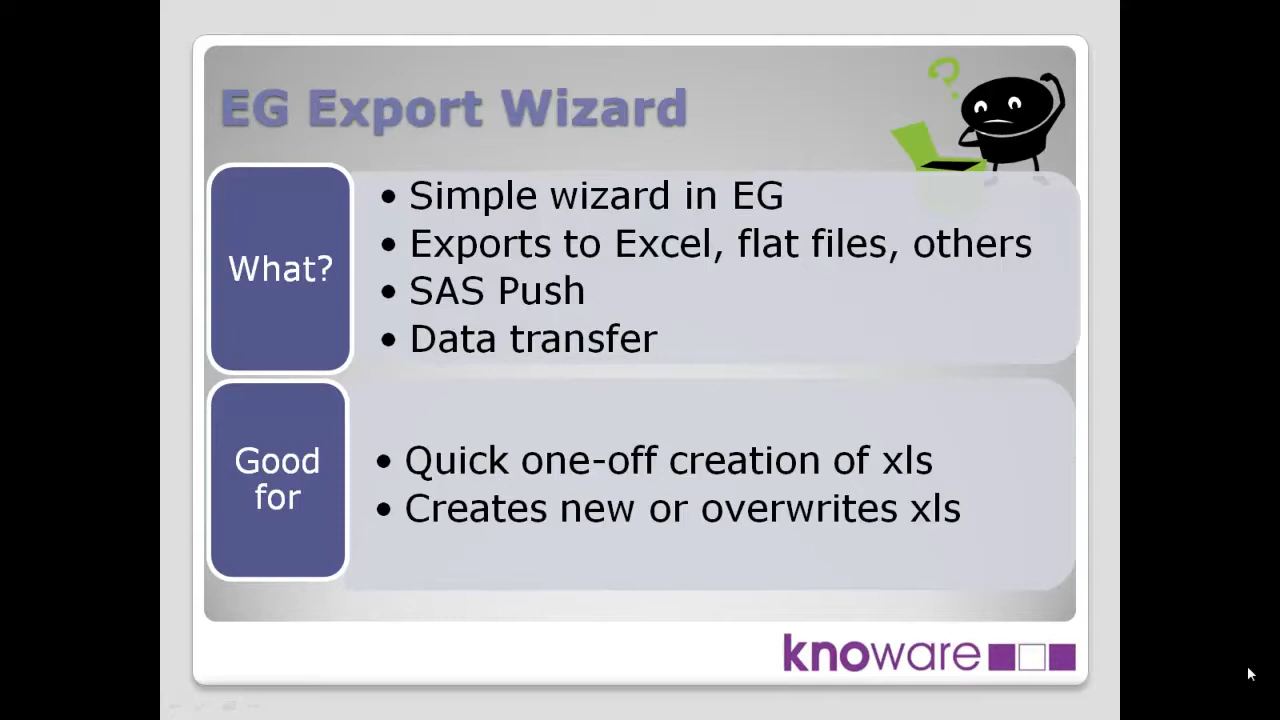 EG Export Wizard
What?
• Simple wizard in EG
• Exports to Excel, flat files, others
• SAS Push
• Data transfer
Good
for
• Quick one-off creation of xls
• Creates new or overwrites xls
knoware